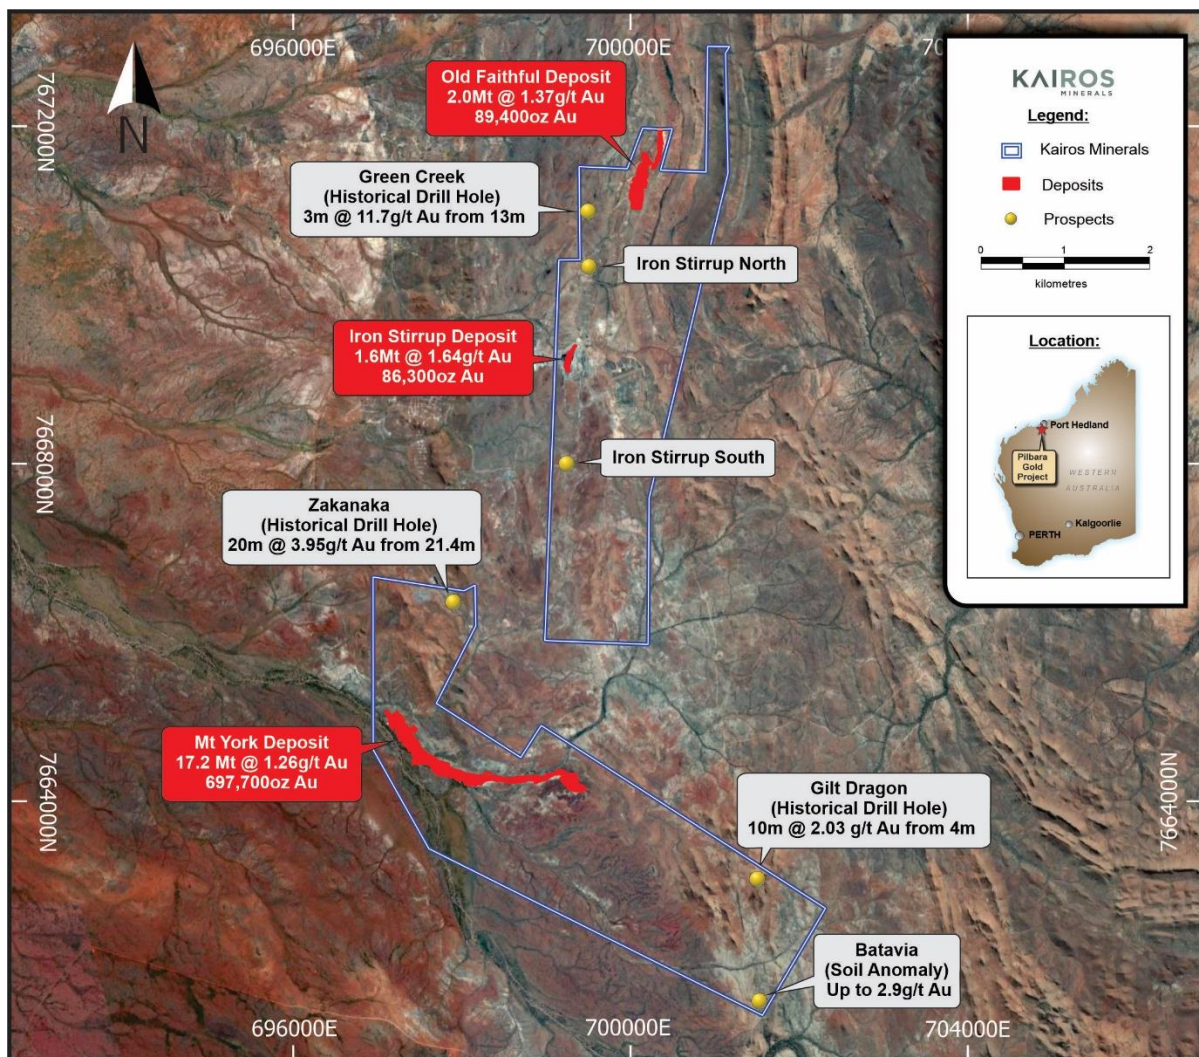 696000E
700000E
7672000N
7668000N
7664000N
N
Old Faithful Deposit
2.0Mt @ 1.37g/t Au
89,400oz Au
Green Creek
(Historical Drill Hole)
3m @ 11.7g/t Au from 13m
Iron Stirrup North
Iron Stirrup Deposit
1.6Mt @ 1.64g/t Au
86,300oz Au
Iron Stirrup South
Zakanaka
(Historical Drill Hole)
20m @ 3.95g/t Au from 21.4m
Mt York Deposit
17.2 Mt @ 1.26g/t Au
697,700oz Au
Gilt Dragon
(Historical Drill Hole)
10m @ 2.03 g/t Au from 4m
Batavia
(Soil Anomaly)
Up to 2.9g/t Au
KAIROS
MINERALS
Legend:
Kairos Minerals
Deposits
Prospects
0 1 2
kilometres
Location:
Port Hedland
Pilbara
Gold
Project
WESTERN
AUSTRALIA
Kalgoorlie
PERTH
7664000N
696000E
700000E
704000E